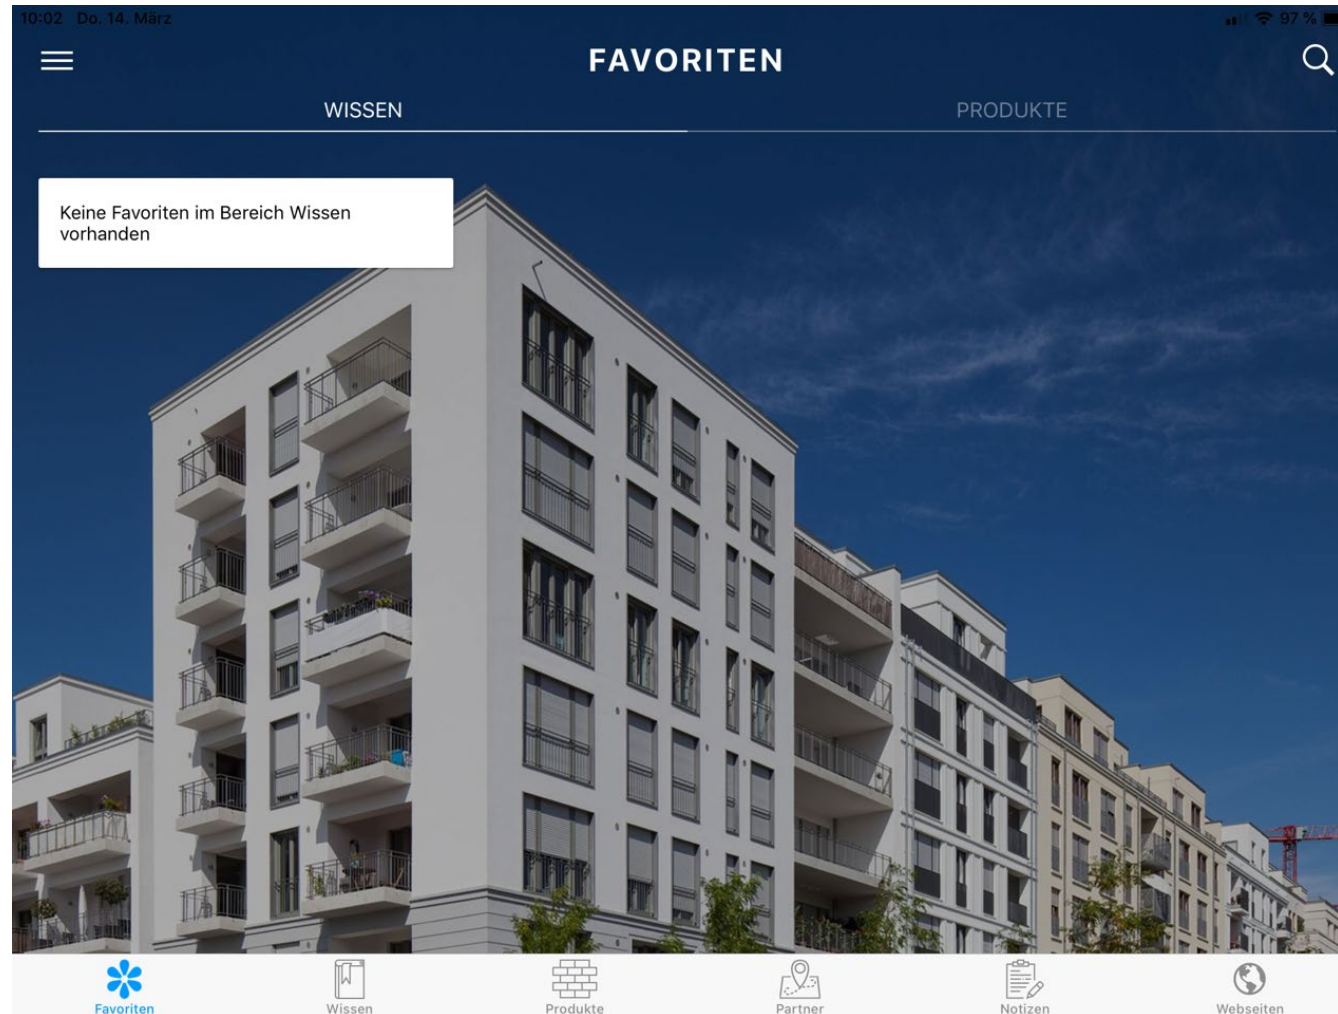 10:02 Do. 14. März
97 %
FAVORITEN
WISSEN
PRODUKTE
Keine Favoriten im Bereich Wissen
vorhanden
Favoriten
Wissen
Produkte
Partner
Notizen
Webseiten